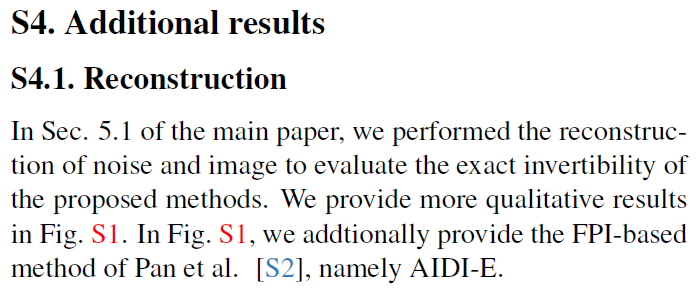 S4. Additional results
S4.1. Reconstruction
In Sec. 5.1 of the main paper, we performed the reconstruc-
tion of noise and image to evaluate the exact invertibility of
the proposed methods. We provide more qualitative results
in Fig. S1. In Fig. S1, we addtionally provide the FPI-based
method of Pan et al. [S2], namely AIDI-E.